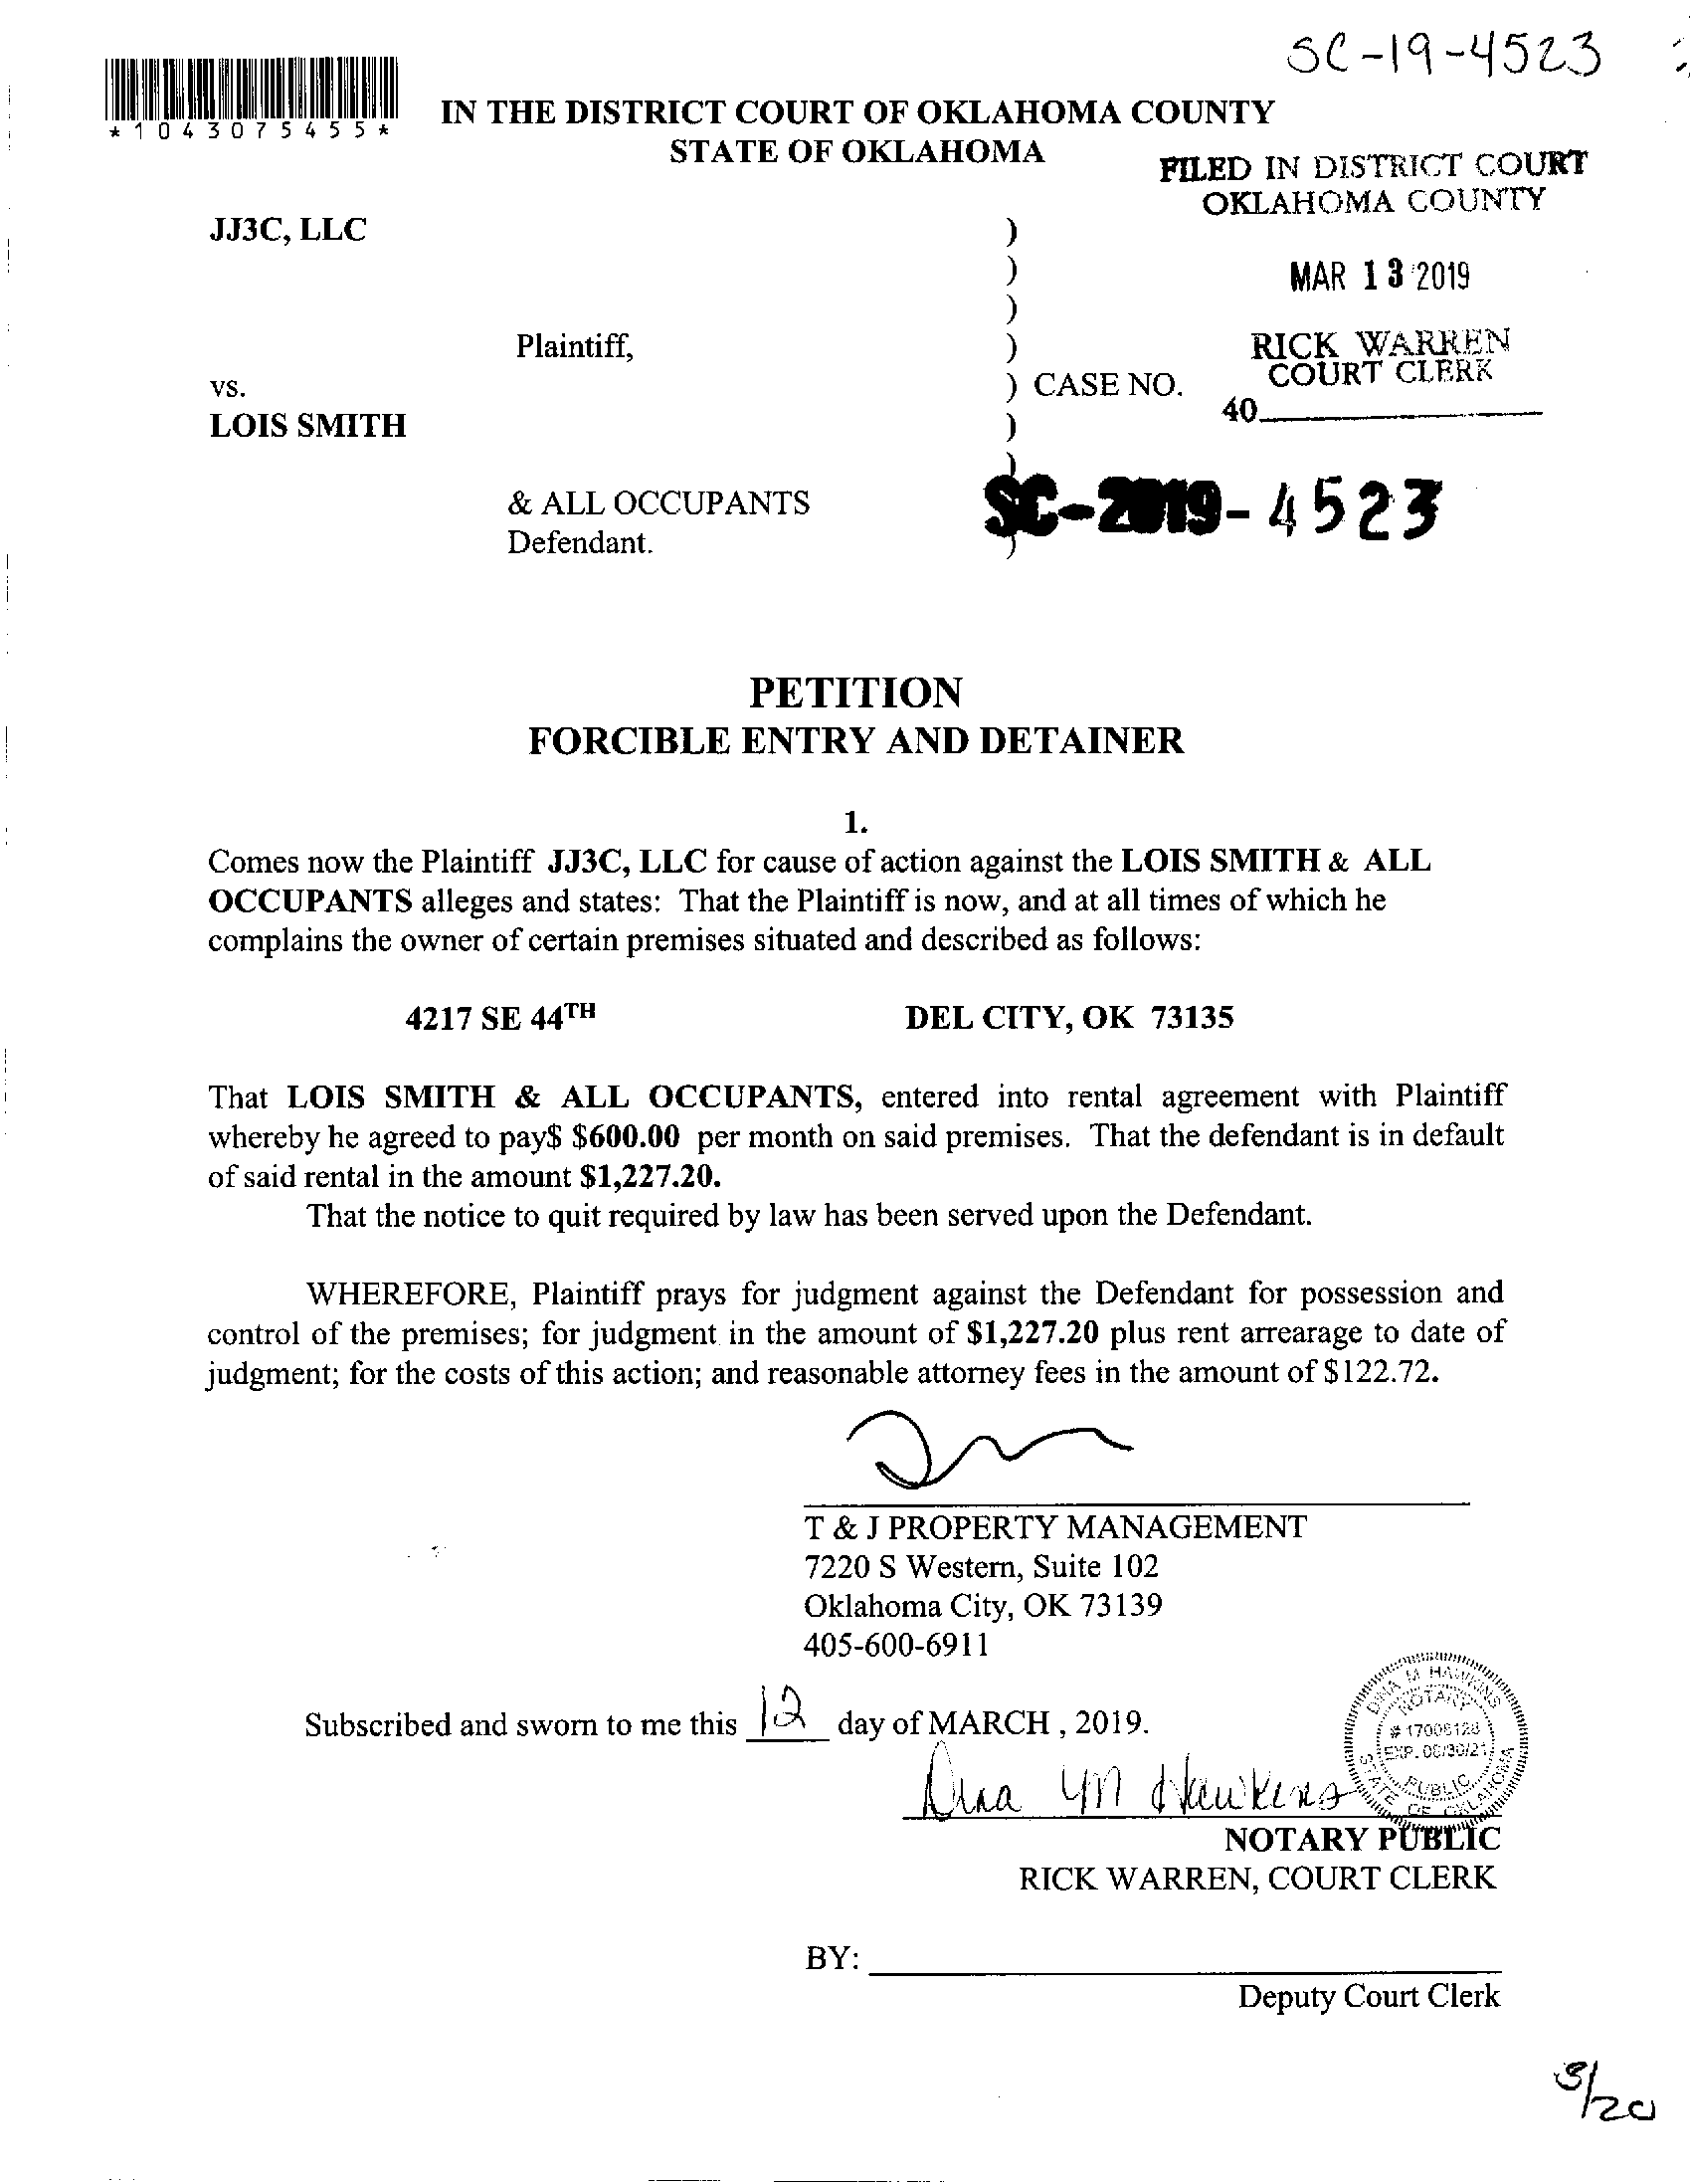 SC-19-4523
*1043075455*
IN THE DISTRICT COURT OF OKLAHOMA COUNTY
STATE OF OKLAHOMA
FILED IN DISTRICT COURT
OKLAHOMA COUNTY
JJ3C, LLC )
)
MAR 13 2019
)
Plaintiff, )
RICK WARREN
COURT CLERK
vs. ) CASE NO.
40
LOIS SMITH )
)
& ALL OCCUPANTS
SC-2019-4523
Defendant. )
PETITION
FORCIBLE ENTRY AND DETAINER
1.
Comes now the Plaintiff JJ3C, LLC for cause of action against the LOIS SMITH & ALL
OCCUPANTS alleges and states: That the Plaintiff is now, and at all times of which he
complains the owner of certain premises situated and described as follows:
4217 SE 44TH DEL CITY, OK 73135
That LOIS SMITH & ALL OCCUPANTS, entered into rental agreement with Plaintiff
whereby he agreed to pay$ $600.00 per month on said premises. That the defendant is in default
of said rental in the amount $1,227.20.
That the notice to quit required by law has been served upon the Defendant.
WHEREFORE, Plaintiff prays for judgment against the Defendant for possession and
control of the premises; for judgment in the amount of $1,227.20 plus rent arrearage to date of
judgment; for the costs of this action; and reasonable attorney fees in the amount of $122.72.
T & J PROPERTY MANAGEMENT
7220 S Western, Suite 102
Oklahoma City, OK 73139
405-600-6911
Subscribed and sworn to me this 12 day of MARCH , 2019.
M HAWKINS
NOTARY
PUBLIC
STATE OF OKLAHOMA
M Hawkins
NOTARY PUBLIC
RICK WARREN, COURT CLERK
BY:
Deputy Court Clerk
3/20